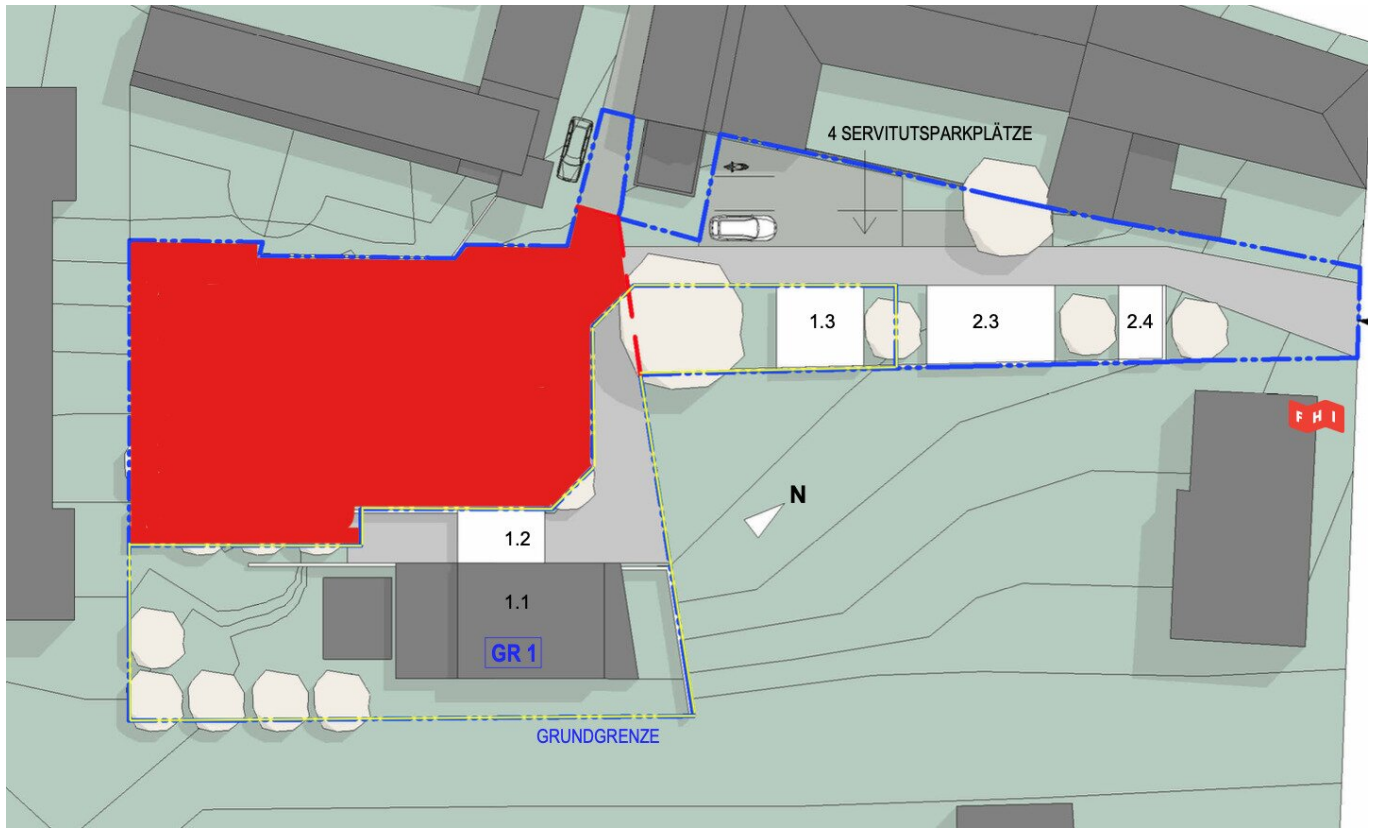 4 SERVITUTSPARKPLÄTZE
1.3
2.3
2.4
FHI
N
1.2
1.1
GR 1
GRUNDGRENZE